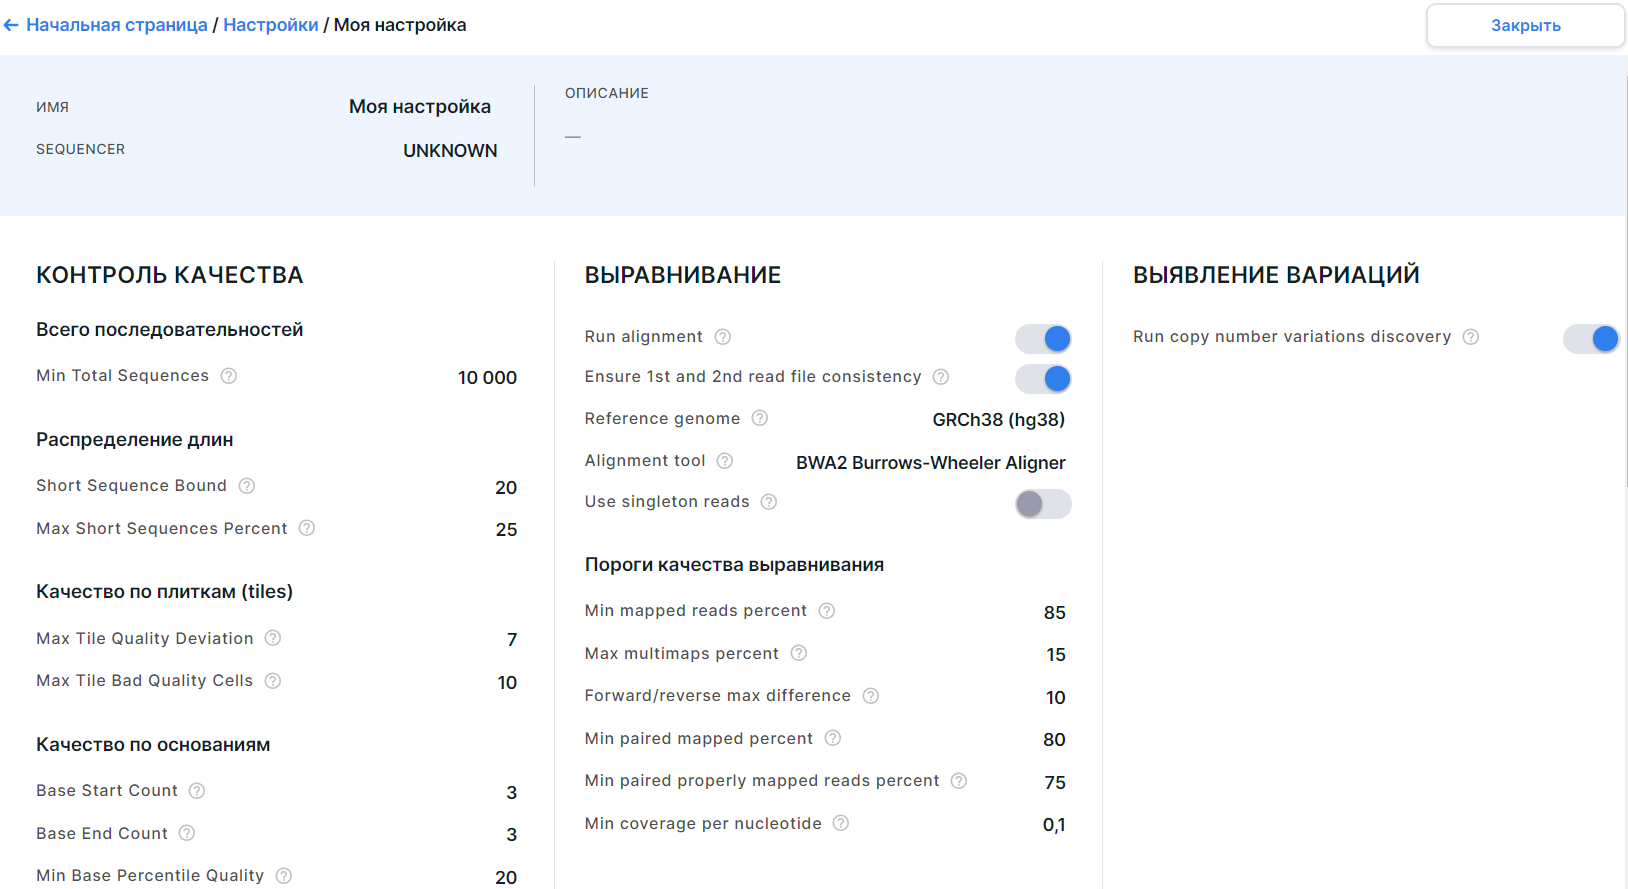 ← Начальная страница / Настройки / Моя настройка
Закрыть
ИМЯ Моя настройка
SEQUENCER UNKNOWN
ОПИСАНИЕ
—
КОНТРОЛЬ КАЧЕСТВА
Всего последовательностей
Min Total Sequences ? 10 000
Распределение длин
Short Sequence Bound ? 20
Max Short Sequences Percent ? 25
Качество по плиткам (tiles)
Max Tile Quality Deviation ? 7
Max Tile Bad Quality Cells ? 10
Качество по основаниям
Base Start Count ? 3
Base End Count ? 3
Min Base Percentile Quality ? 20
ВЫРАВНИВАНИЕ
Run alignment ?
Ensure 1st and 2nd read file consistency ?
Reference genome ? GRCh38 (hg38)
Alignment tool ? BWA2 Burrows-Wheeler Aligner
Use singleton reads ?
Пороги качества выравнивания
Min mapped reads percent ? 85
Max multimaps percent ? 15
Forward/reverse max difference ? 10
Min paired mapped percent ? 80
Min paired properly mapped reads percent ? 75
Min coverage per nucleotide ? 0,1
ВЫЯВЛЕНИЕ ВАРИАЦИЙ
Run copy number variations discovery ?